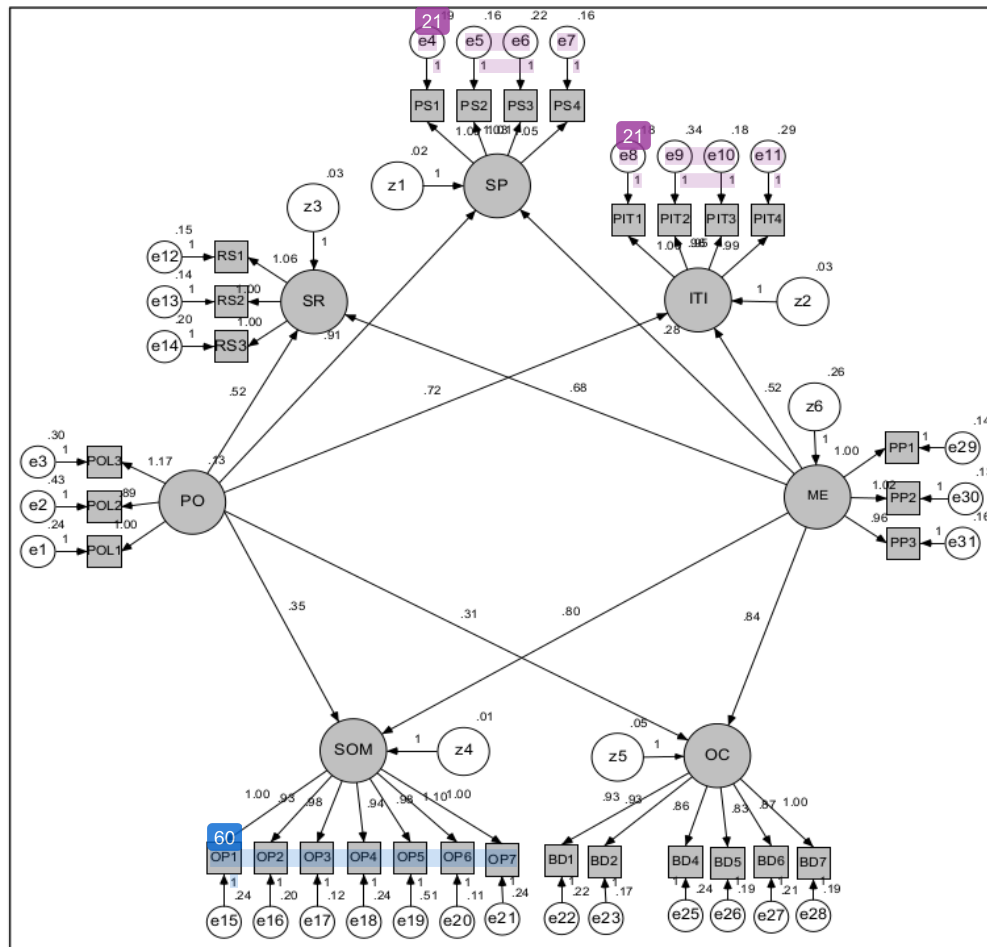 21
.16 .22 .16
e4 e5 e6 e7
1 1 1 1
PS1 PS2 PS3 PS4
21
.34 .18 .29
e8 e9 e10 e11
1 1 1 1
PIT1 PIT2 PIT3 PIT4
.02
z1 1 SP
.05
.03
z3
1
1.00 .99
ITI 1 z2
.03
.15
e12 1 RS1 1.06
.14
e13 1 RS2 1.00 SR
.20
e14 1 RS3 1.00
.91 .28
.52 .72 .68 .52
.26
z6
1
.30
e3 1 POL3 1.17
.43
e2 1 POL2 .89
.24
e1 1 POL1 1.00
.13
PO
ME
1.00 PP1 1 e29 .14
1.02 PP2 1 e30
.96 PP3 1 e31 .16
.35 .31 .80 .84
SOM 1 z4 .01
.05
z5 1 OC
1.00 .93 .98 .94 .98 1.10 1.00
.93 .93 .86 .83 .87 1.00
60
OP1 OP2 OP3 OP4 OP5 OP6 OP7
BD1 BD2 BD4 BD5 BD6 BD7
1 1 1 1 1 1 1
1 1 1 1 1 1
.24 .20 .12 .24 .51 .11 .24
.22 .17 .24 .19 .21 .19
e15 e16 e17 e18 e19 e20 e21
e22 e23 e25 e26 e27 e28